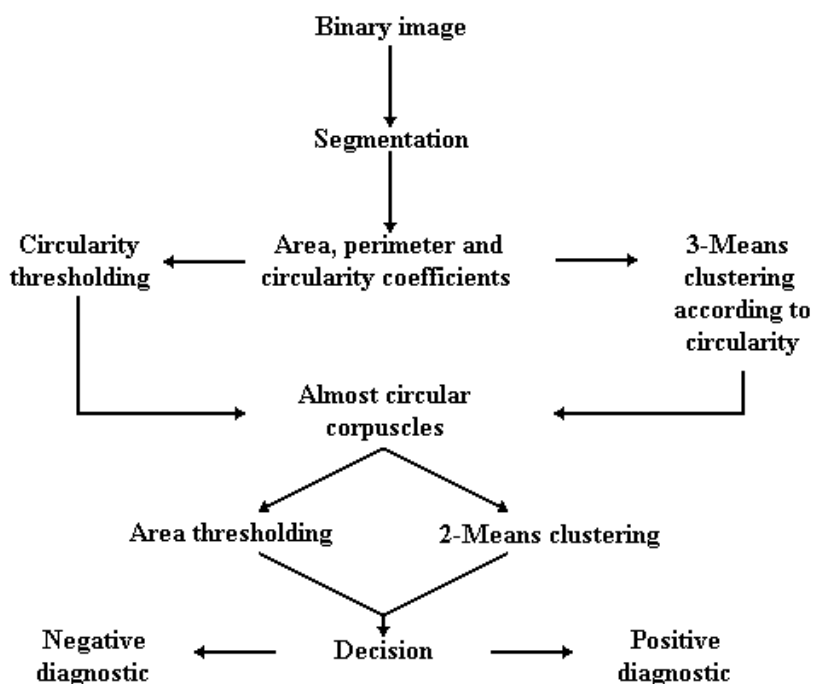 Binary image
Segmentation
Circularity
thresholding
Area, perimeter and
circularity coefficients
3-Means
clustering
according to
circularity
Almost circular
corpuscles
Area thresholding
2-Means clustering
Negative
diagnostic
Decision
Positive
diagnostic